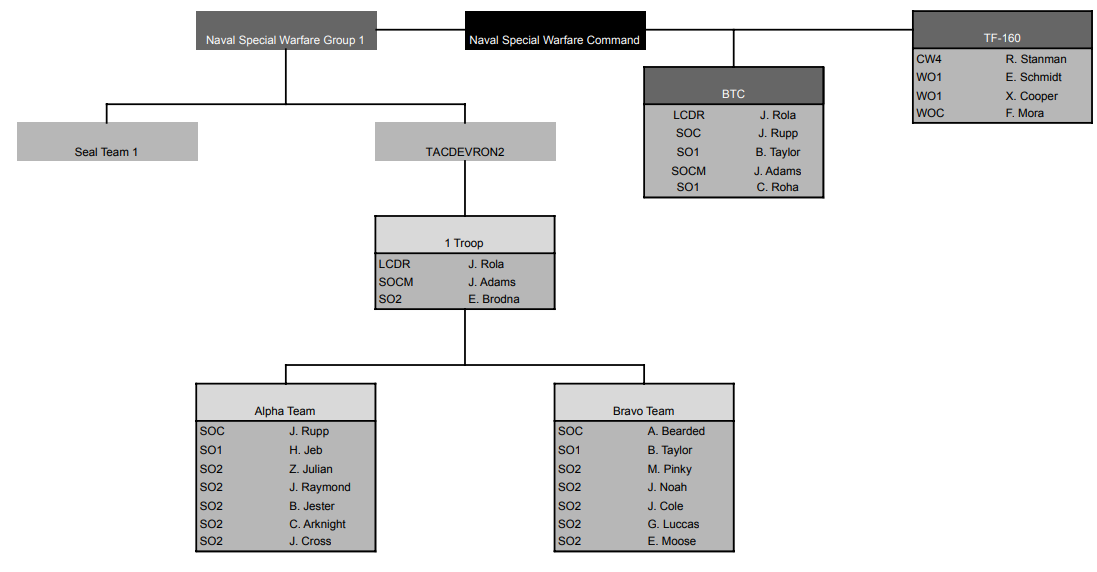 Naval Special Warfare Group 1
Naval Special Warfare Command
TF-160
CW4 R. Stanman
WO1 E. Schmidt
WO1 X. Cooper
WOC F. Mora
BTC
LCDR J. Rola
SOC J. Rupp
SO1 B. Taylor
SOCM J. Adams
SO1 C. Roha
Seal Team 1
TACDEVRON2
1 Troop
LCDR J. Rola
SOCM J. Adams
SO2 E. Brodna
Alpha Team
SOC J. Rupp
SO1 H. Jeb
SO2 Z. Julian
SO2 J. Raymond
SO2 B. Jester
SO2 C. Arknight
SO2 J. Cross
Bravo Team
SOC A. Bearded
SO1 B. Taylor
SO2 M. Pinky
SO2 J. Noah
SO2 J. Cole
SO2 G. Luccas
SO2 E. Moose